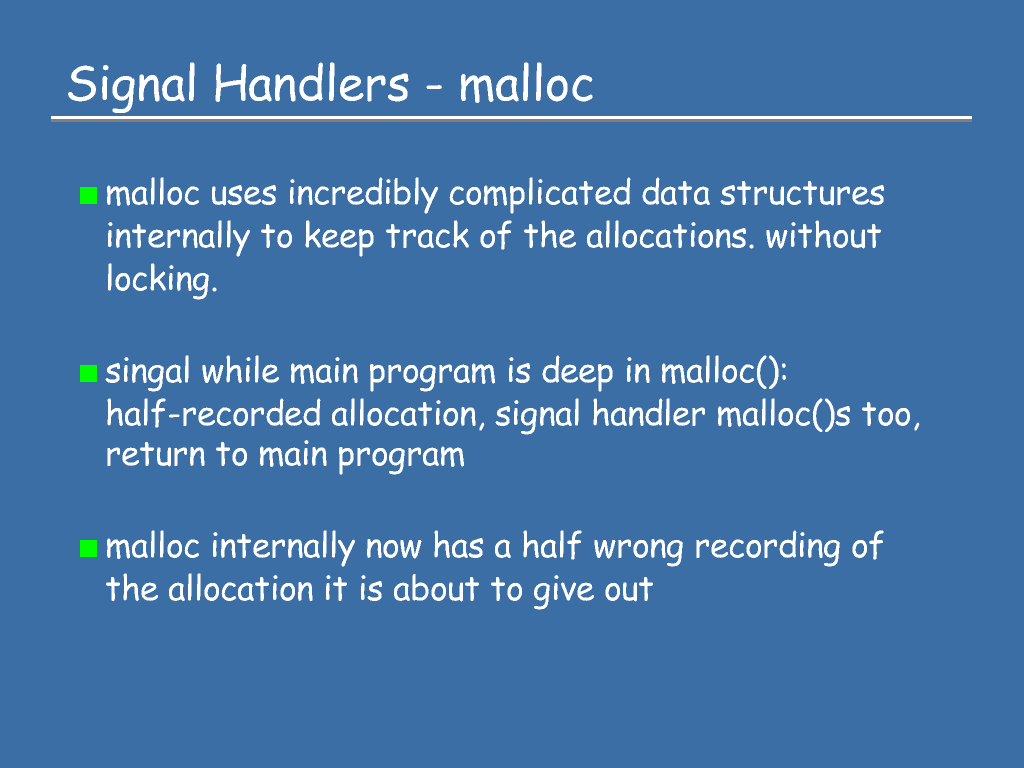 Signal Handlers - malloc
malloc uses incredibly complicated data structures
internally to keep track of the allocations. without
locking.
singal while main program is deep in malloc():
half-recorded allocation, signal handler malloc()s too,
return to main program
malloc internally now has a half wrong recording of
the allocation it is about to give out